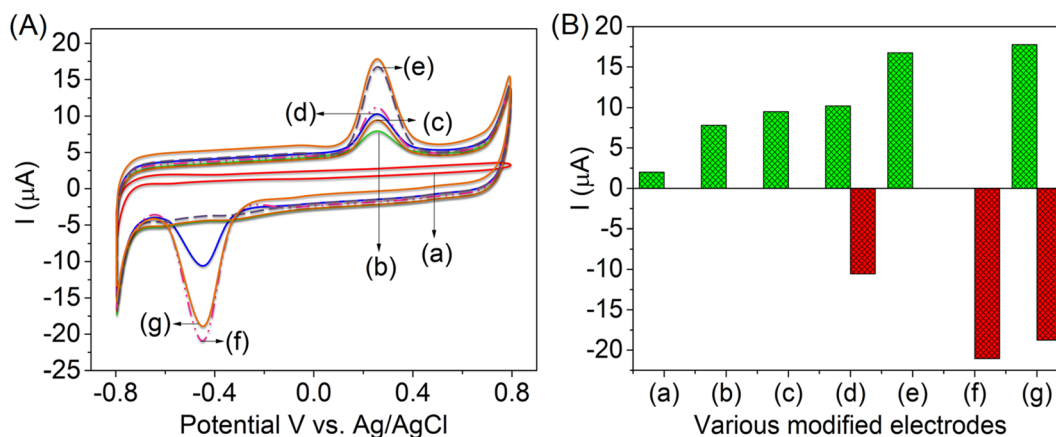 (A)
I (μA)
20
15
10
5
0
-5
-10
-15
-20
-25
-0.8
-0.4
0.0
0.4
0.8
Potential V vs. Ag/AgCl
(e)
(d)
(c)
(b)
(a)
(g)
(f)
(B)
I (μA)
20
15
10
5
0
-5
-10
-15
-20
(a) (b) (c) (d) (e) (f) (g)
Various modified electrodes